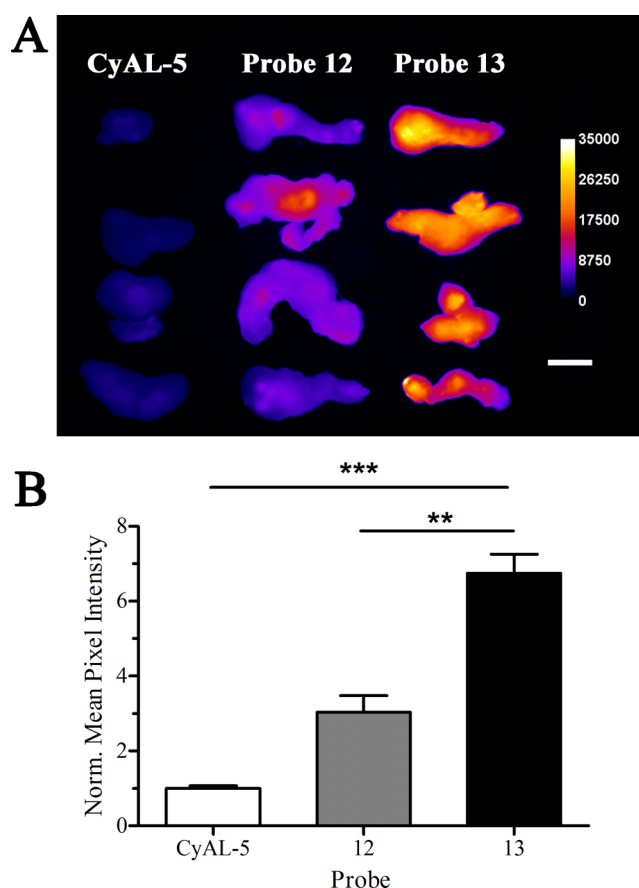 A
CyAL-5 Probe 12 Probe 13
35000
26250
17500
8750
0
B
***
**
Norm. Mean Pixel Intensity
8
6
4
2
0
CyAL-5 12 13
Probe